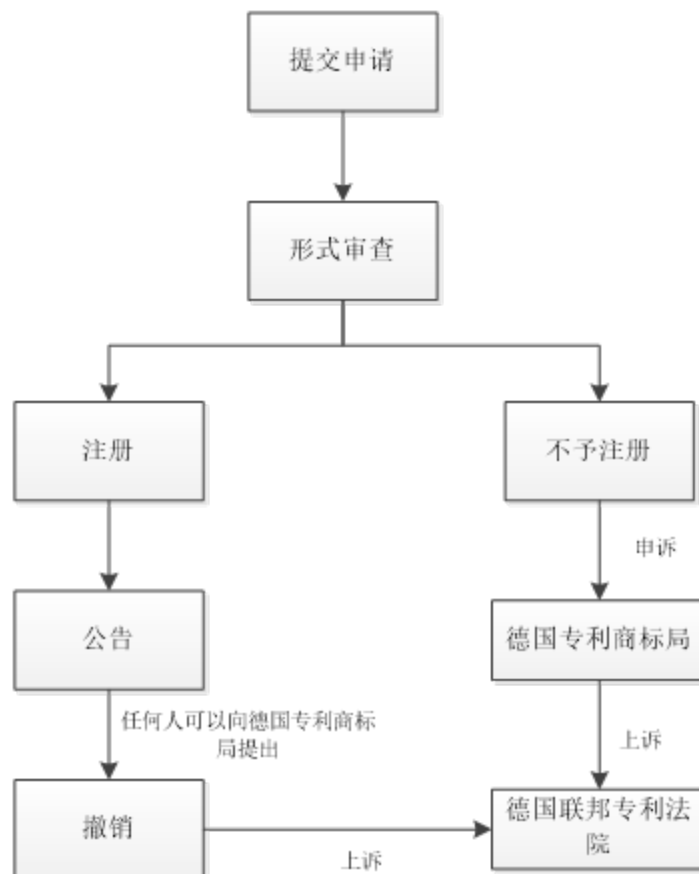 提交申请
形式审查
注册
不予注册
申诉
公告
德国专利商标局
任何人可以向德国专利商标
局提出
上诉
撤销
德国联邦专利法
院
上诉